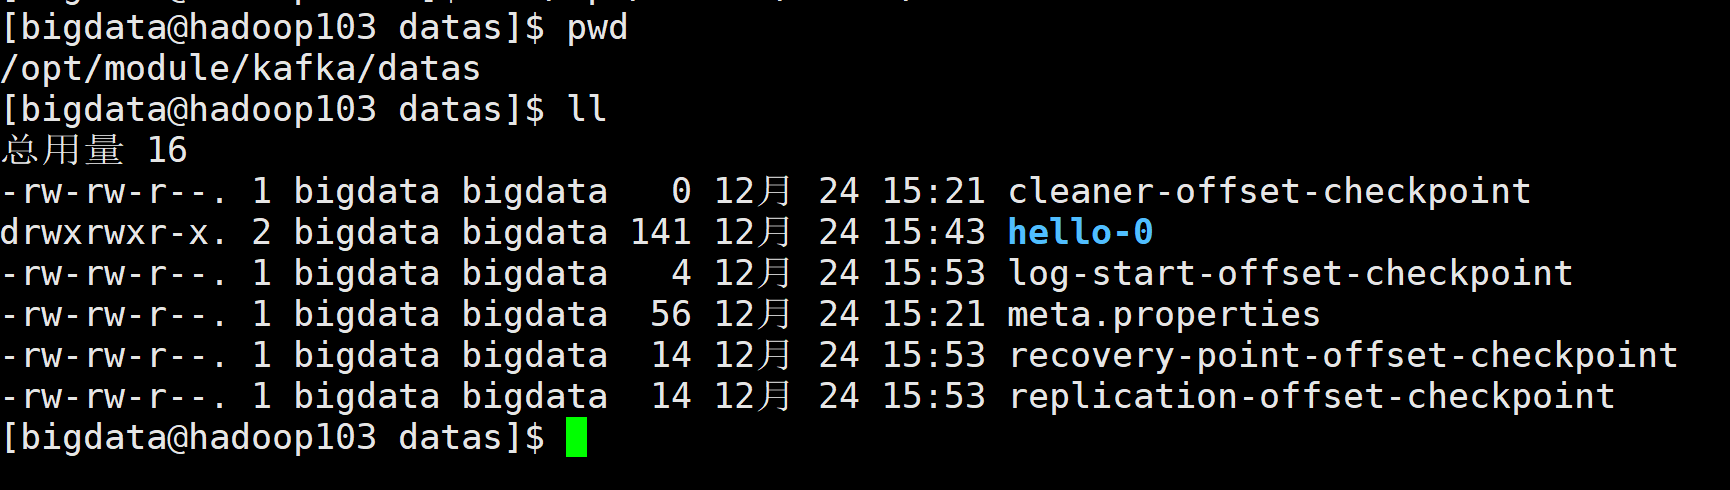 [bigdata@hadoop103 datas]$ pwd
/opt/module/kafka/datas
[bigdata@hadoop103 datas]$ ll
总用量 16
-rw-rw-r--. 1 bigdata bigdata   0 12月 24 15:21 cleaner-offset-checkpoint
drwxrwxr-x. 2 bigdata bigdata 141 12月 24 15:43 hello-0
-rw-rw-r--. 1 bigdata bigdata   4 12月 24 15:53 log-start-offset-checkpoint
-rw-rw-r--. 1 bigdata bigdata  56 12月 24 15:21 meta.properties
-rw-rw-r--. 1 bigdata bigdata  14 12月 24 15:53 recovery-point-offset-checkpoint
-rw-rw-r--. 1 bigdata bigdata  14 12月 24 15:53 replication-offset-checkpoint
[bigdata@hadoop103 datas]$